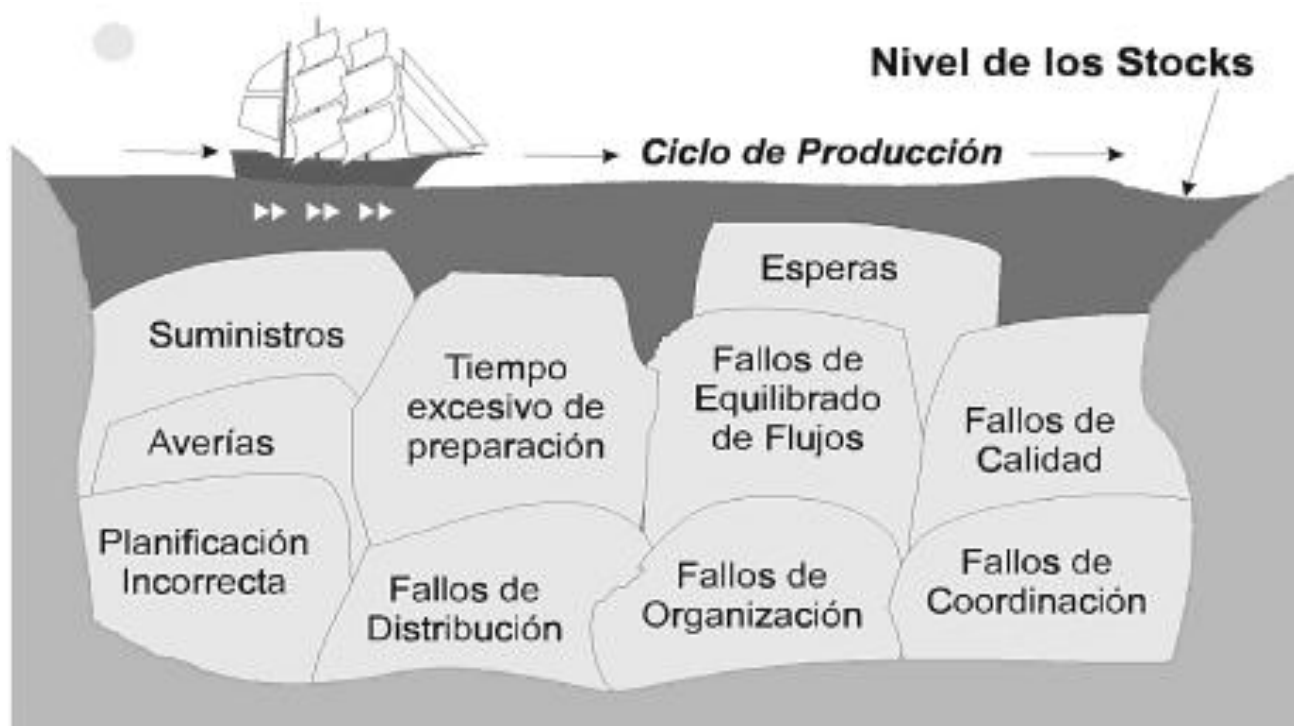 Nivel de los Stocks
Ciclo de Producción
Esperas
Suministros
Tiempo
excesivo de
preparación
Fallos de
Equilibrado
de Flujos
Fallos de
Calidad
Averías
Planificación
Incorrecta
Fallos de
Distribución
Fallos de
Organización
Fallos de
Coordinación